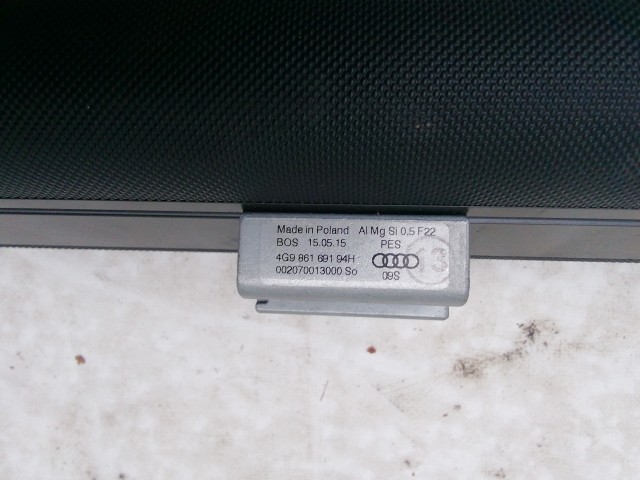 Made in Poland Al Mg Si 0.5 F22
BOS 15.05.15 PES
4G9 861 691 94H
002070013000 So 09S
13